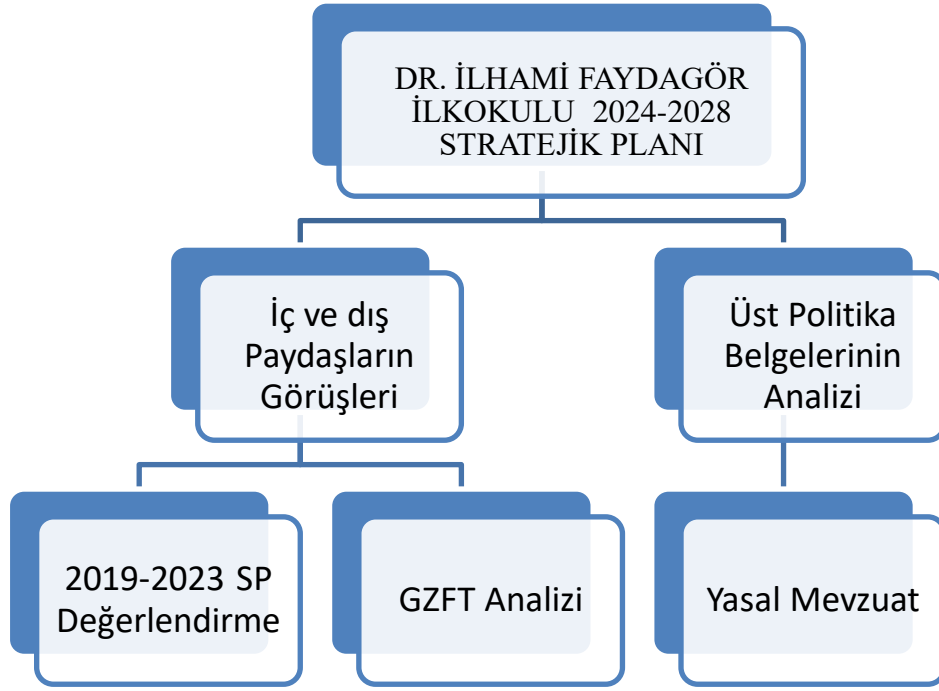 DR. İLHAMİ FAYDAGÖR
İLKOKULU 2024-2028
STRATEJİK PLANI
İç ve dış
Paydaşların
Görüşleri
Üst Politika
Belgelerinin
Analizi
2019-2023 SP
Değerlendirme
GZFT Analizi
Yasal Mevzuat